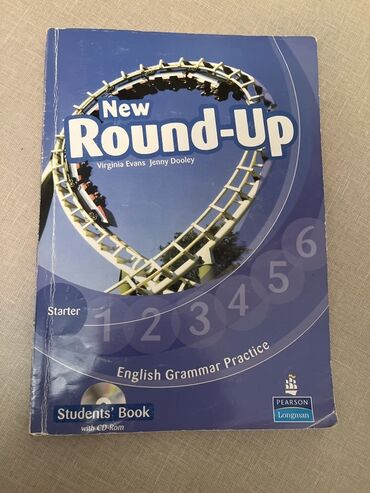 New
Round-Up
Virginia Evans Jenny Dooley
Starter 1 2 3 4 5 6
English Grammar Practice
Students' Book
with CD-Rom
PEARSON
Longman